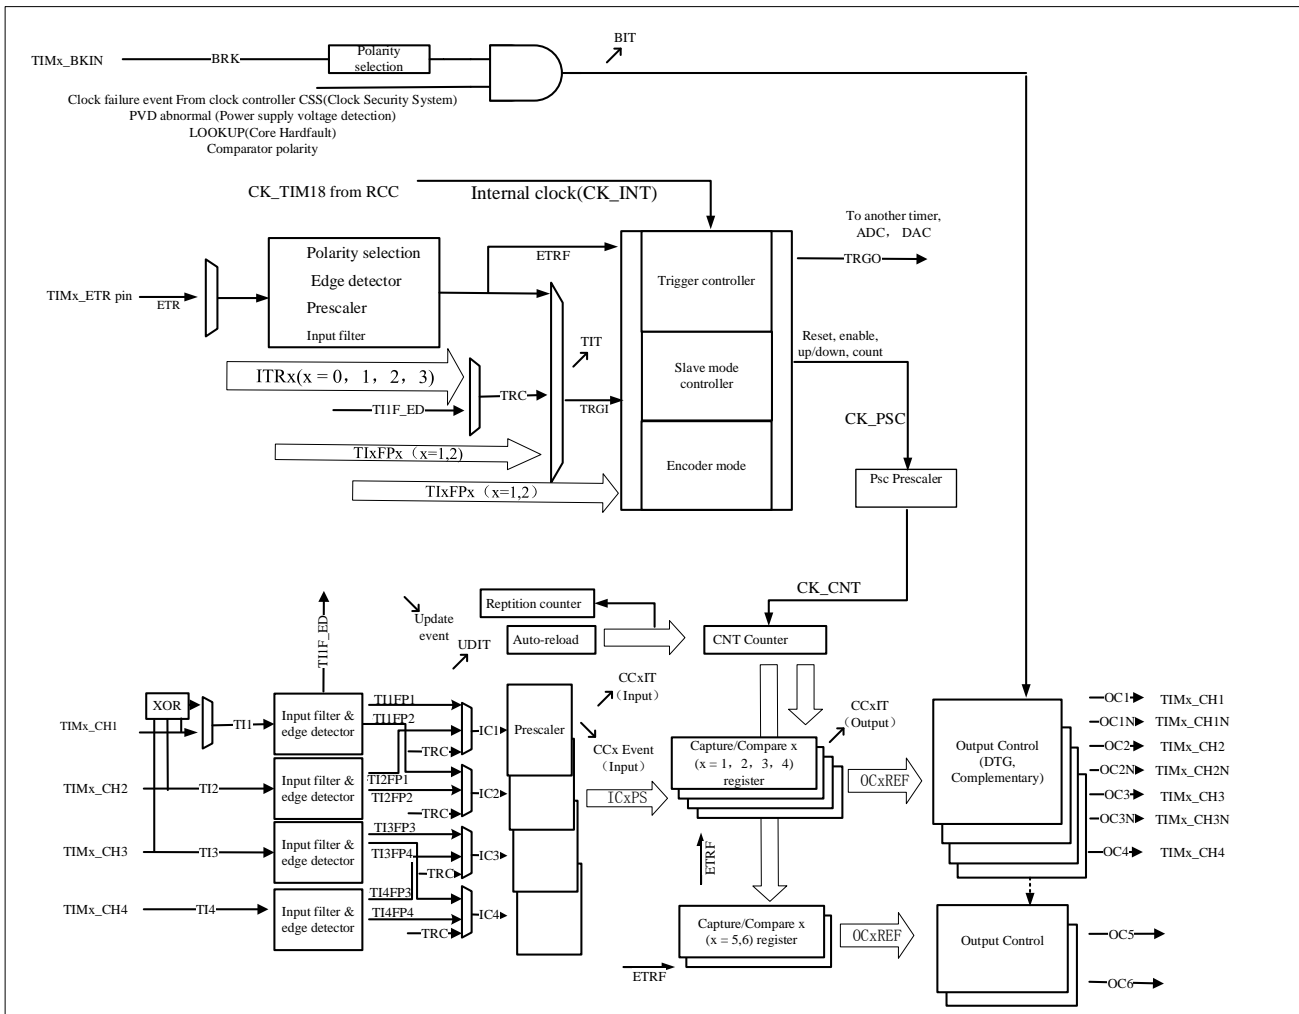 BIT
TIMx_BKIN
BRK
Polarity
selection
Clock failure event From clock controller CSS(Clock Security System)
PVD abnormal (Power supply voltage detection)
LOOKUP(Core Hardfault)
Comparator polarity
CK_TIM18 from RCC
Internal clock(CK_INT)
To another timer,
ADC， DAC
TRGO
TIMx_ETR pin
ETR
Polarity selection
Edge detector
Prescaler
Input filter
ETRF
Trigger controller
Slave mode
controller
Encoder mode
Reset, enable,
up/down, count
TIT
ITRx(x = 0， 1， 2， 3)
TI1F_ED
TRC
TRGI
TIxFPx（x=1,2)
TIxFPx（x=1,2)
CK_PSC
Psc Prescaler
CK_CNT
Reptition counter
Auto-reload
CNT Counter
Update
event
UDIT
TI1F_ED
XOR
TIMx_CH1
TI1
Input filter &
edge detector
TI1FP1
TI1FP2
TRC
IC1
Prescaler
CCxIT
（Input）
CCx Event
（Input）
CCxIT
（Output）
TIMx_CH2
TI2
Input filter &
edge detector
TI2FP1
TI2FP2
TRC
IC2
ICxPS
Capture/Compare x
(x = 1， 2， 3， 4)
register
OCxREF
Output Control
(DTG,
Complementary)
OC1
TIMx_CH1
OC1N
TIMx_CH1N
OC2
TIMx_CH2
OC2N
TIMx_CH2N
OC3
TIMx_CH3
OC3N
TIMx_CH3N
OC4
TIMx_CH4
TIMx_CH3
TI3
Input filter &
edge detector
TI3FP3
TI3FP4
TRC
IC3
ETRF
TIMx_CH4
TI4
Input filter &
edge detector
TI4FP3
TI4FP4
TRC
IC4
Capture/Compare x
(x = 5,6) register
ETRF
OCxREF
Output Control
OC5
OC6